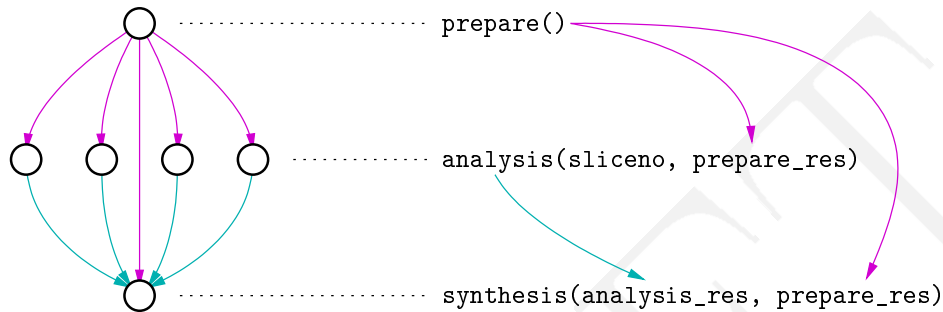 prepare()
analysis(sliceno, prepare_res)
synthesis(analysis_res, prepare_res)